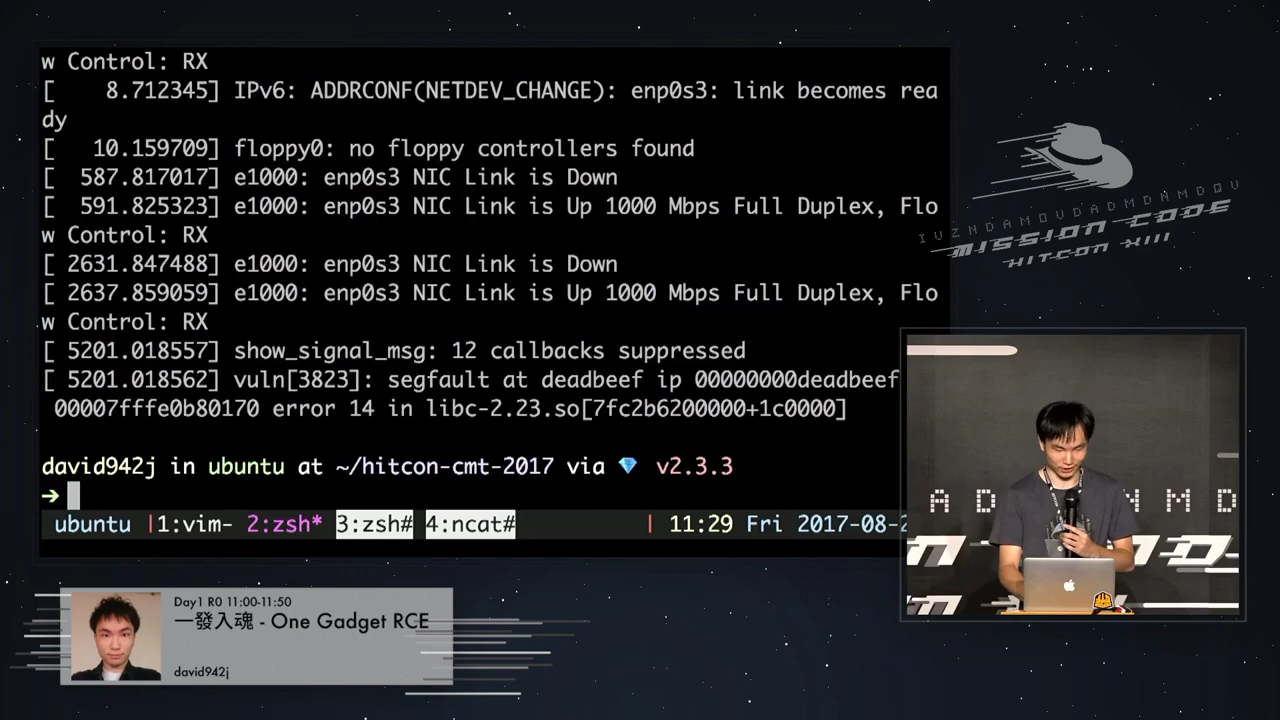 w Control: RX
[    8.712345] IPv6: ADDRCONF(NETDEV_CHANGE): enp0s3: link becomes rea
dy
[   10.159709] floppy0: no floppy controllers found
[  587.817017] e1000: enp0s3 NIC Link is Down
[  591.825323] e1000: enp0s3 NIC Link is Up 1000 Mbps Full Duplex, Flo
w Control: RX
[ 2631.847488] e1000: enp0s3 NIC Link is Down
[ 2637.859059] e1000: enp0s3 NIC Link is Up 1000 Mbps Full Duplex, Flo
w Control: RX
[ 5201.018557] show_signal_msg: 12 callbacks suppressed
[ 5201.018562] vuln[3823]: segfault at deadbeef ip 00000000deadbeef
00007fffe0b80170 error 14 in libc-2.23.so[7fc2b6200000+1c0000]
david942j in ubuntu at ~/hitcon-cmt-2017 via 💎 v2.3.3
➜
ubuntu |1:vim- 2:zsh* 3:zsh# 4:ncat# | 11:29 Fri 2017-08-2
MISSION CODE
HITCON XIII
Day1 R0 11:00-11:50
一發入魂 - One Gadget RCE
david942j